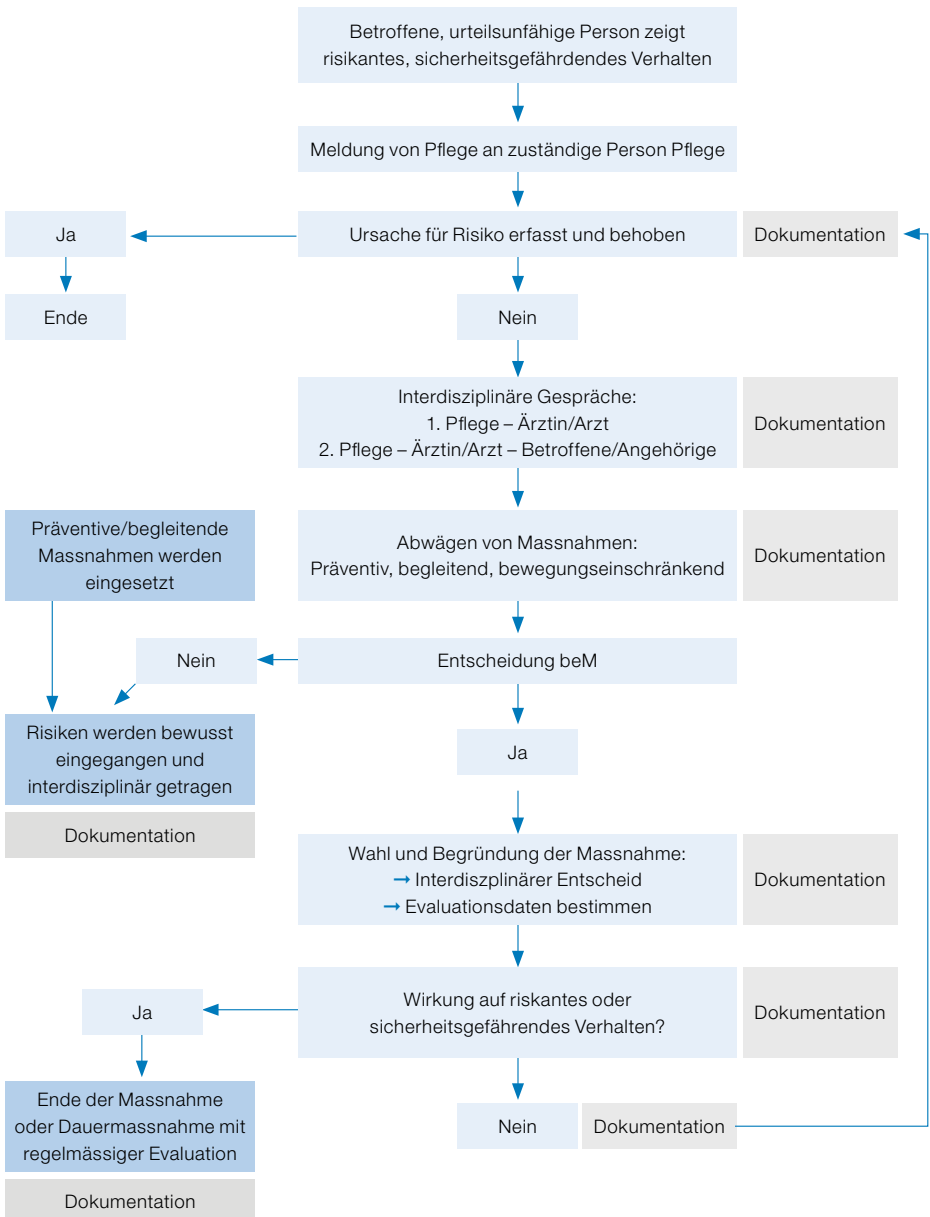 Betroffene, urteilsunfähige Person zeigt
risikantes, sicherheitsgefährdendes Verhalten
Meldung von Pflege an zuständige Person Pflege
Ja
Ursache für Risiko erfasst und behoben
Dokumentation
Ende
Nein
Interdisziplinäre Gespräche:
1. Pflege – Ärztin/Arzt
2. Pflege – Ärztin/Arzt – Betroffene/Angehörige
Dokumentation
Präventive/begleitende
Massnahmen werden
eingesetzt
Abwägen von Massnahmen:
Präventiv, begleitend, bewegungseinschränkend
Dokumentation
Nein
Entscheidung beM
Risiken werden bewusst
eingegangen und
interdisziplinär getragen
Dokumentation
Ja
Wahl und Begründung der Massnahme:
→ Interdiszplinärer Entscheid
→ Evaluationsdaten bestimmen
Dokumentation
Ja
Wirkung auf riskantes oder
sicherheitsgefährendes Verhalten?
Dokumentation
Ende der Massnahme
oder Dauermassnahme mit
regelmässiger Evaluation
Dokumentation
Nein
Dokumentation